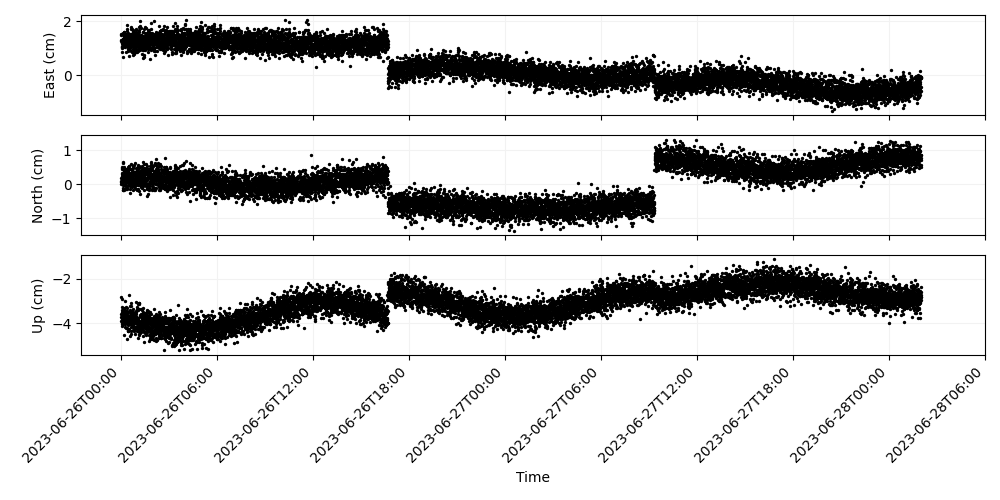 East (cm)
2
0
North (cm)
1
0
−1
Up (cm)
−2
−4
2023-06-26T00:00
2023-06-26T06:00
2023-06-26T12:00
2023-06-26T18:00
2023-06-27T00:00
2023-06-27T06:00
2023-06-27T12:00
2023-06-27T18:00
2023-06-28T00:00
2023-06-28T06:00
Time